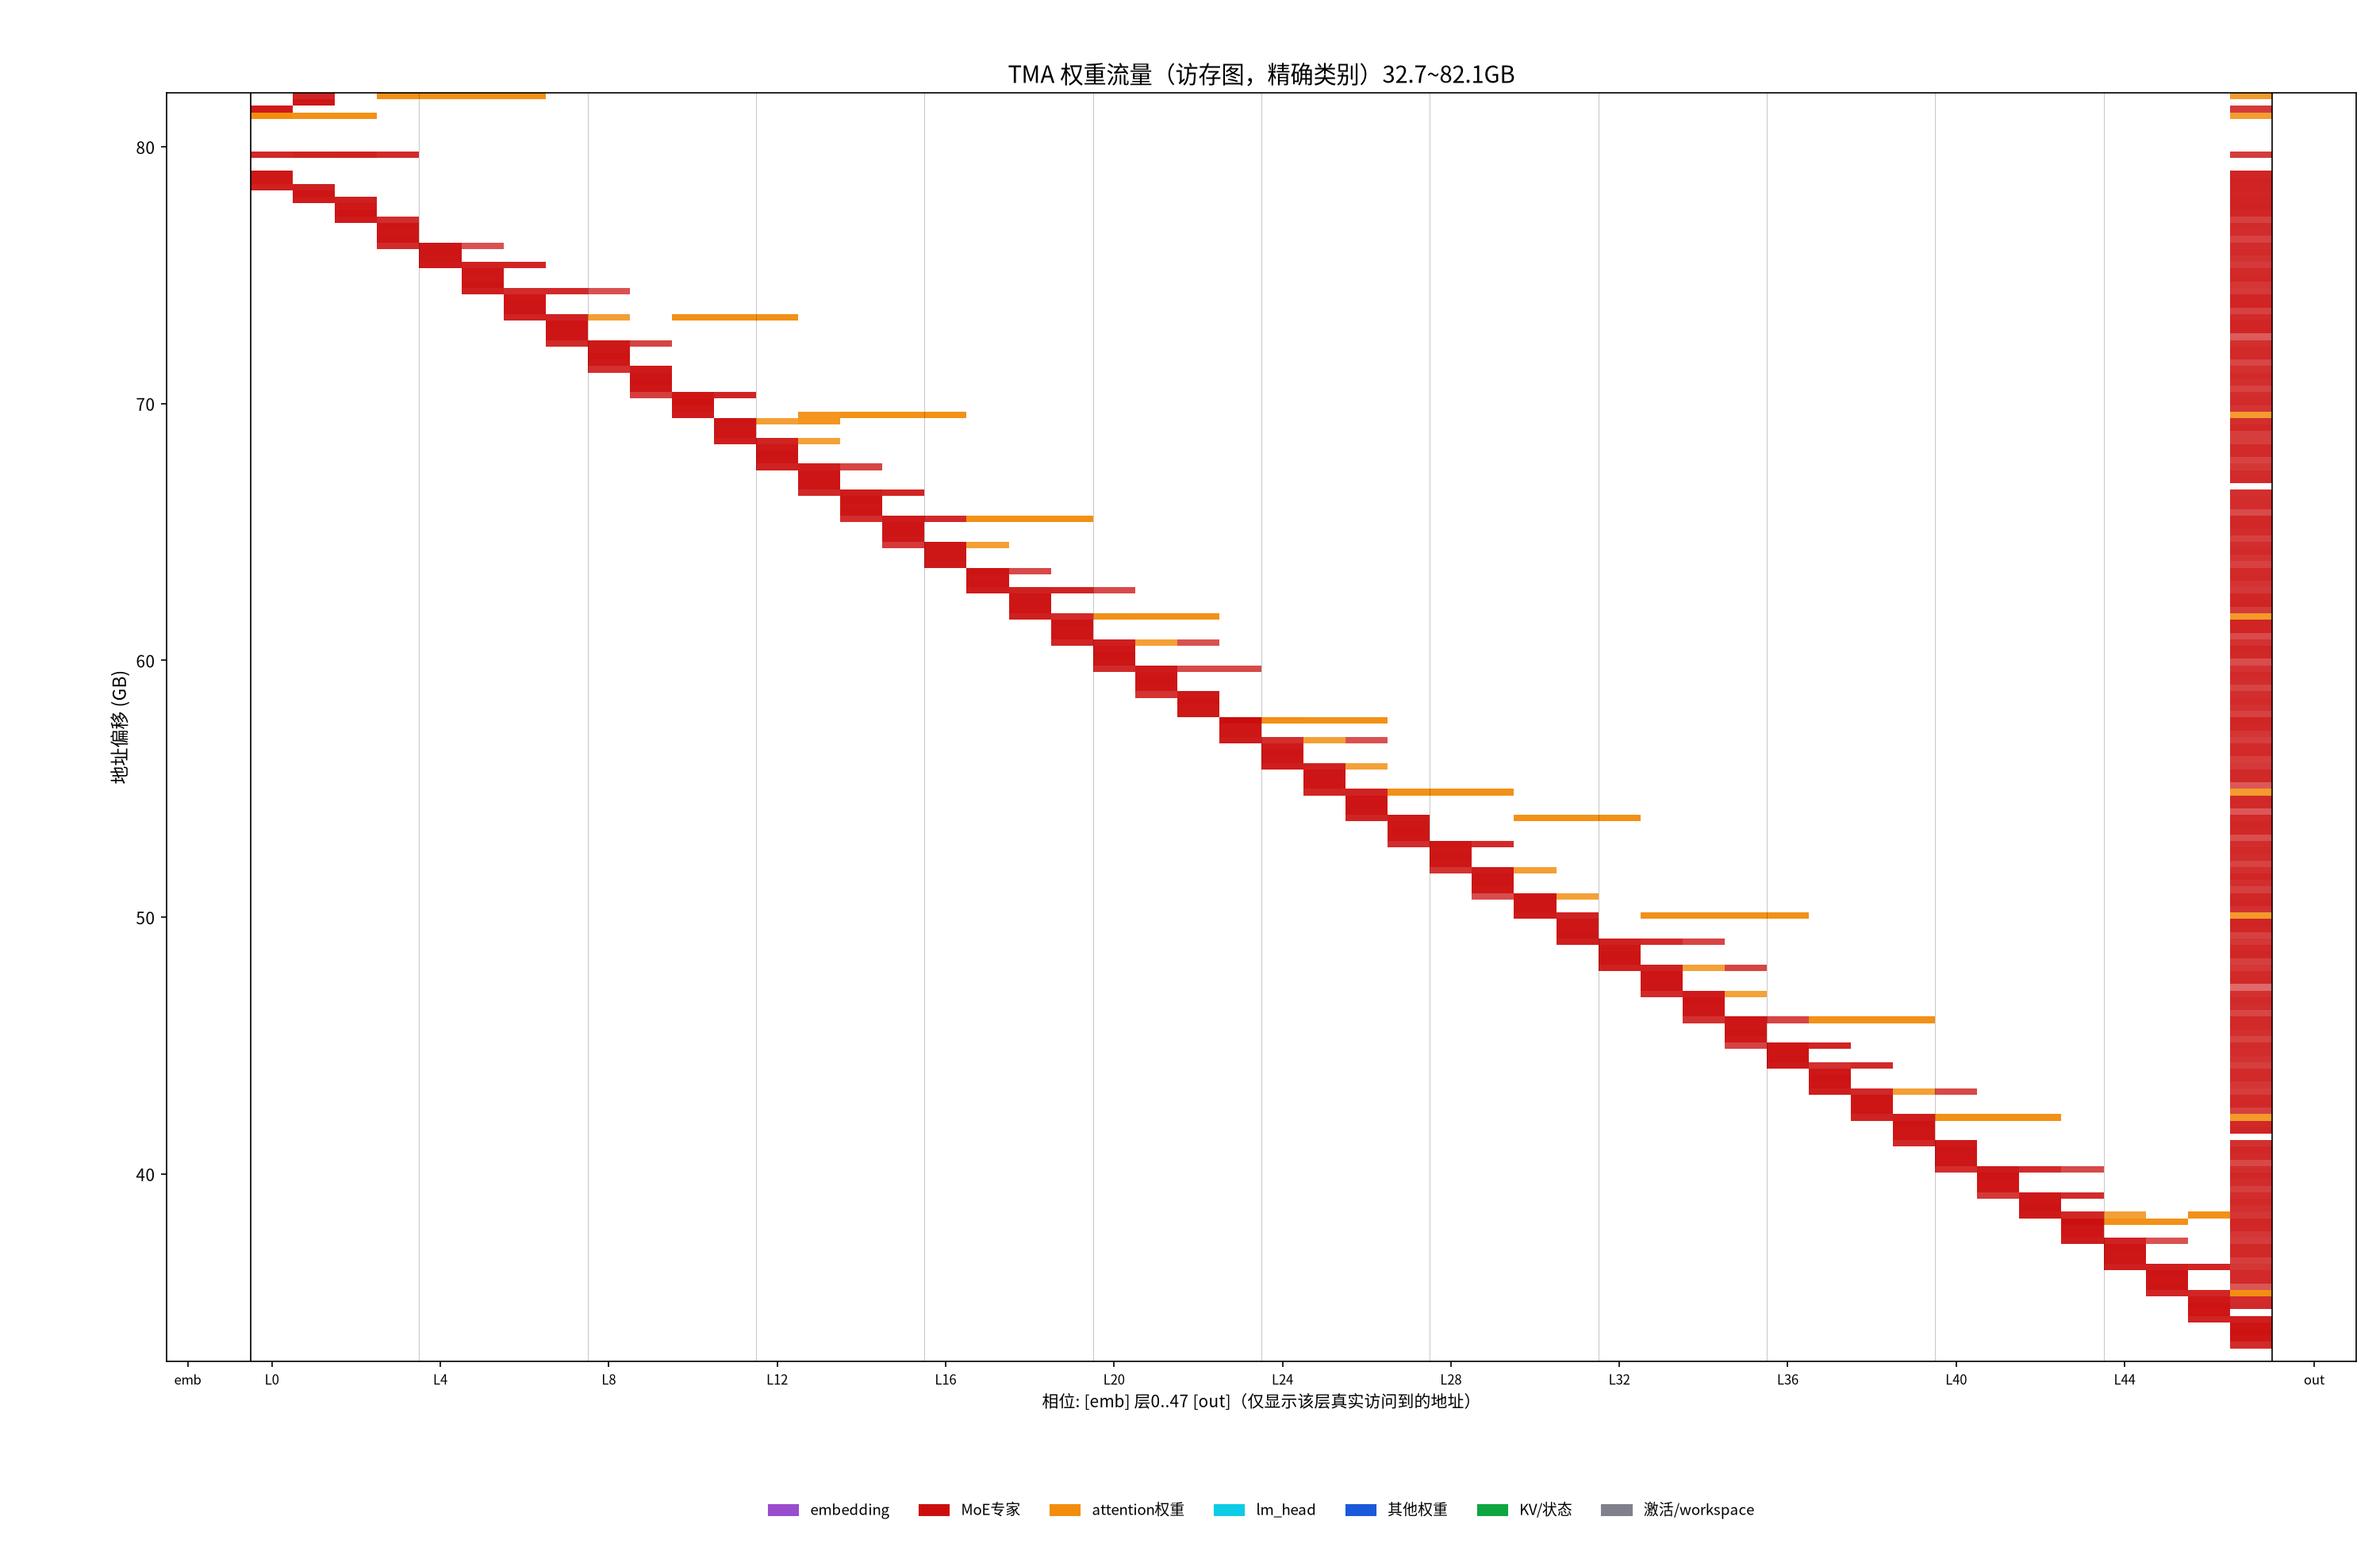 TMA 权重流量（访存图，精确类别）32.7~82.1GB
地址偏移 (GB)
80
70
60
50
40
emb L0 L4 L8 L12 L16 L20 L24 L28 L32 L36 L40 L44 out
相位: [emb] 层0..47 [out]（仅显示该层真实访问到的地址）
embedding MoE专家 attention权重 lm_head 其他权重 KV/状态 激活/workspace